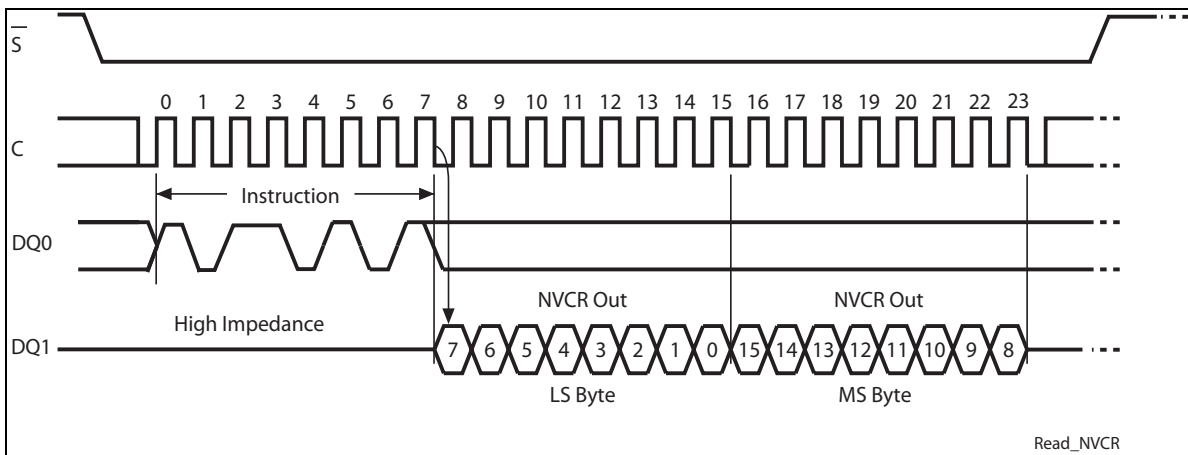 S
0 1 2 3 4 5 6 7 8 9 10 11 12 13 14 15 16 17 18 19 20 21 22 23
C
Instruction
DQ0
NVCR Out NVCR Out
High Impedance
DQ1 7 6 5 4 3 2 1 0 15 14 13 12 11 10 9 8
LS Byte MS Byte
Read_NVCR